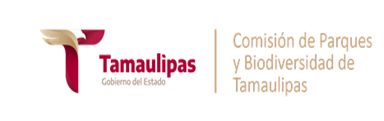 Tamaulipas
Gobierno del Estado
Comisión de Parques
y Biodiversidad de
Tamaulipas